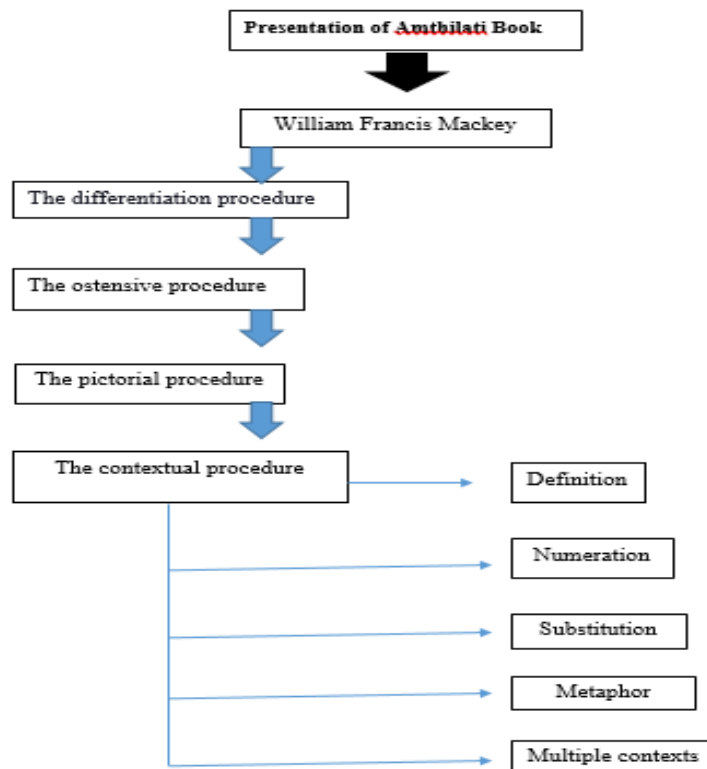 Presentation of Amthilati Book
William Francis Mackey
The differentiation procedure
The ostensive procedure
The pictorial procedure
The contextual procedure
Definition
Numeration
Substitution
Metaphor
Multiple contexts